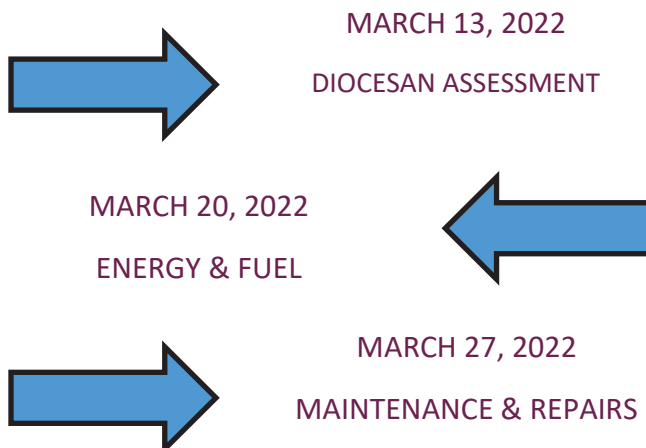 MARCH 13, 2022
DIOCESAN ASSESSMENT
MARCH 20, 2022
ENERGY & FUEL
MARCH 27, 2022
MAINTENANCE & REPAIRS